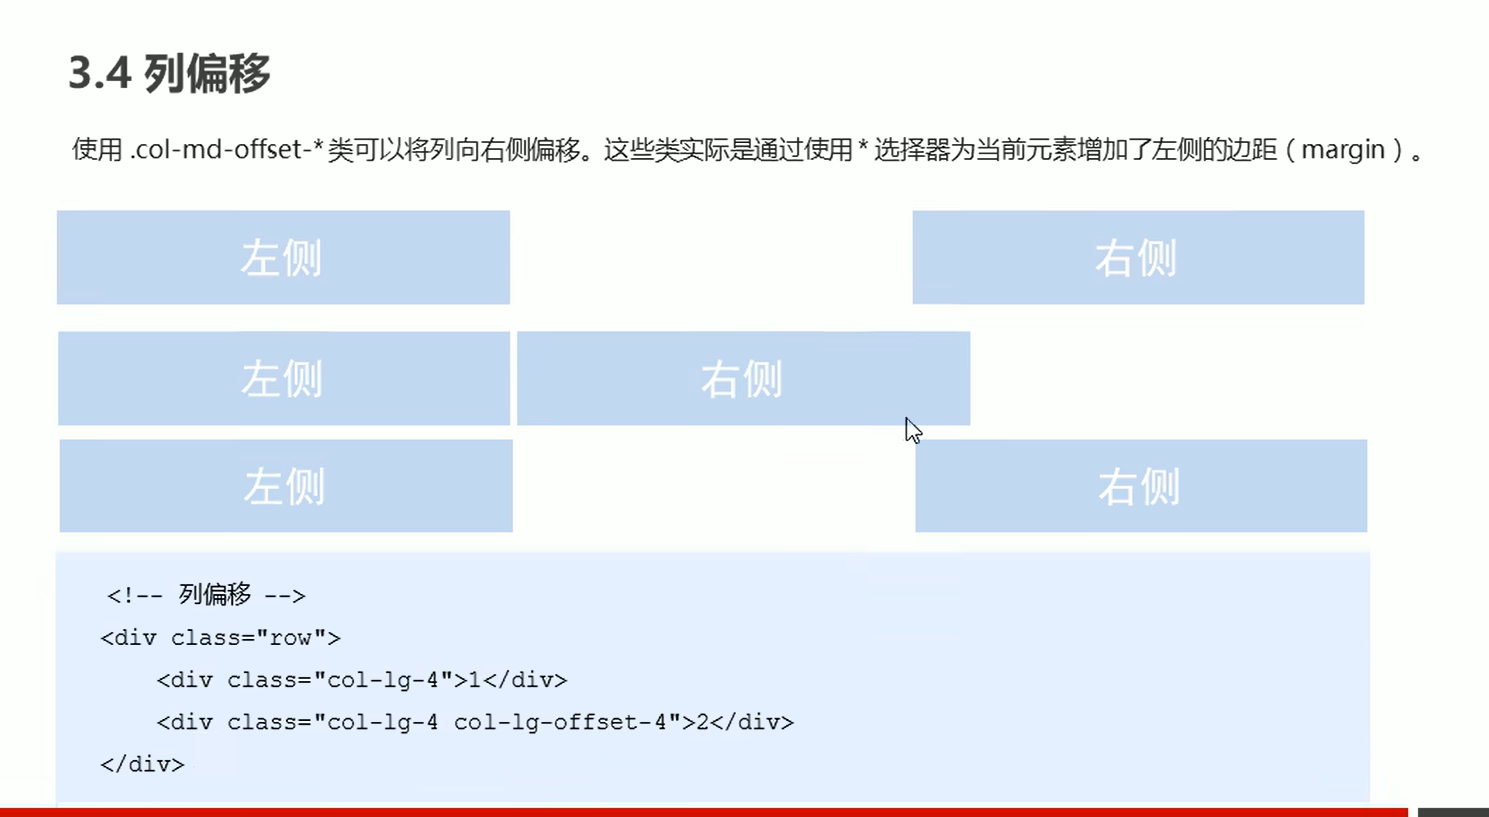 3.4 列偏移
使用 .col-md-offset-* 类可以将列向右侧偏移。这些类实际是通过使用 * 选择器为当前元素增加了左侧的边距（margin）。
左侧 右侧
左侧 右侧
左侧 右侧
<!-- 列偏移 -->
<div class="row">
    <div class="col-lg-4">1</div>
    <div class="col-lg-4 col-lg-offset-4">2</div>
</div>